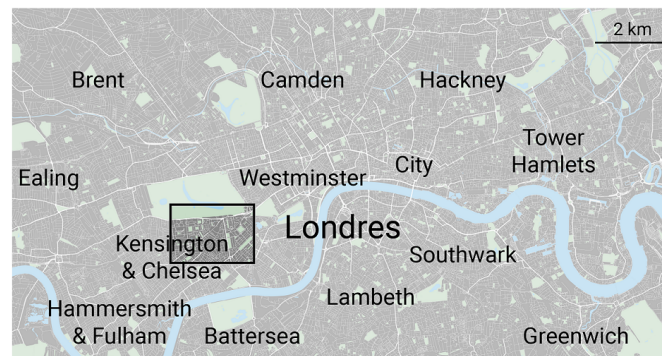 2 km
Brent
Camden
Hackney
Tower
Hamlets
City
Ealing
Westminster
Londres
Kensington
& Chelsea
Southwark
Lambeth
Hammersmith
& Fulham
Battersea
Greenwich